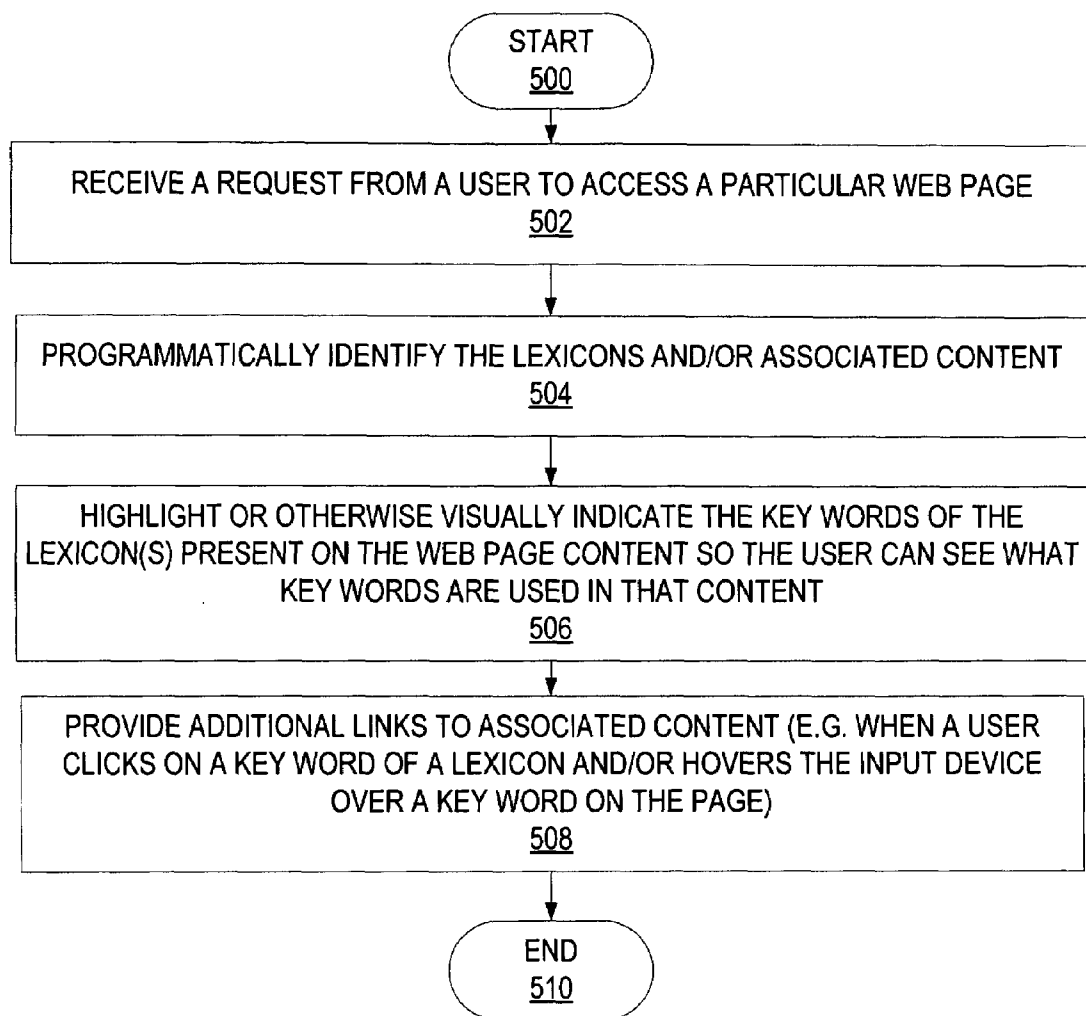 START
500
RECEIVE A REQUEST FROM A USER TO ACCESS A PARTICULAR WEB PAGE
502
PROGRAMMATICALLY IDENTIFY THE LEXICONS AND/OR ASSOCIATED CONTENT
504
HIGHLIGHT OR OTHERWISE VISUALLY INDICATE THE KEY WORDS OF THE
LEXICON(S) PRESENT ON THE WEB PAGE CONTENT SO THE USER CAN SEE WHAT
KEY WORDS ARE USED IN THAT CONTENT
506
PROVIDE ADDITIONAL LINKS TO ASSOCIATED CONTENT (E.G. WHEN A USER
CLICKS ON A KEY WORD OF A LEXICON AND/OR HOVERS THE INPUT DEVICE
OVER A KEY WORD ON THE PAGE)
508
END
510